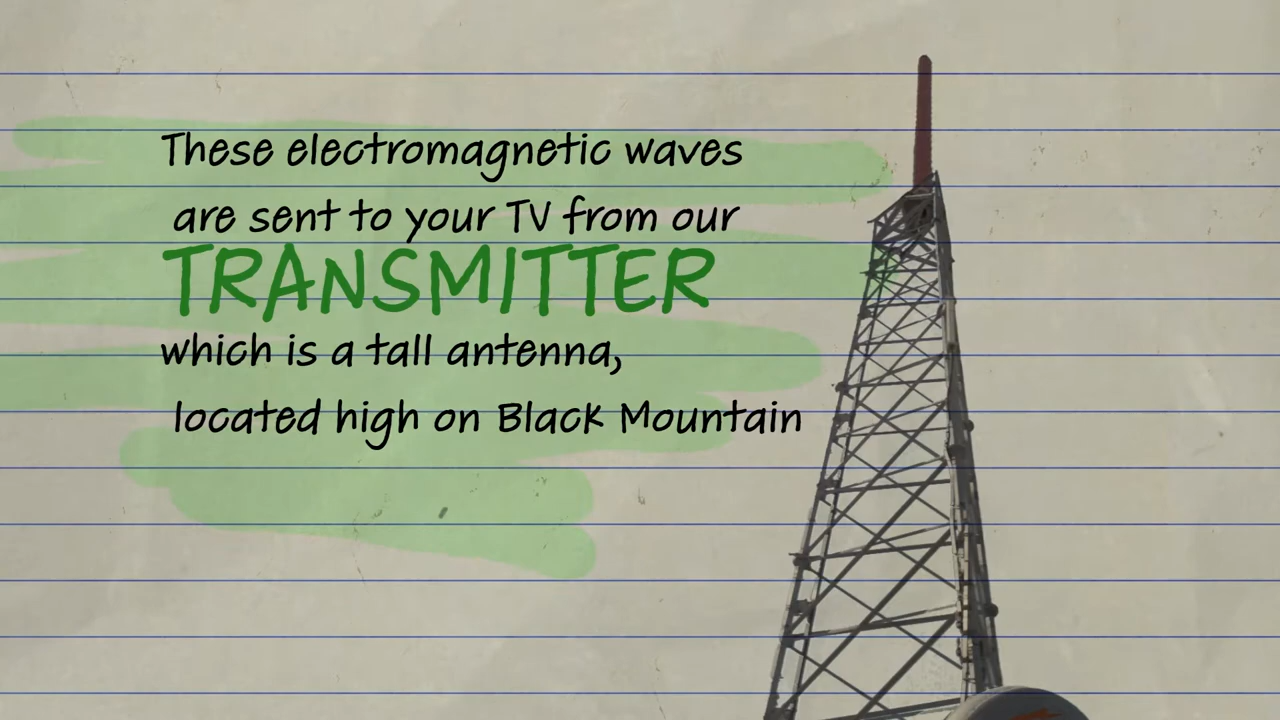 These electromagnetic waves
are sent to your TV from our
TRANSMITTER
which is a tall antenna,
located high on Black Mountain